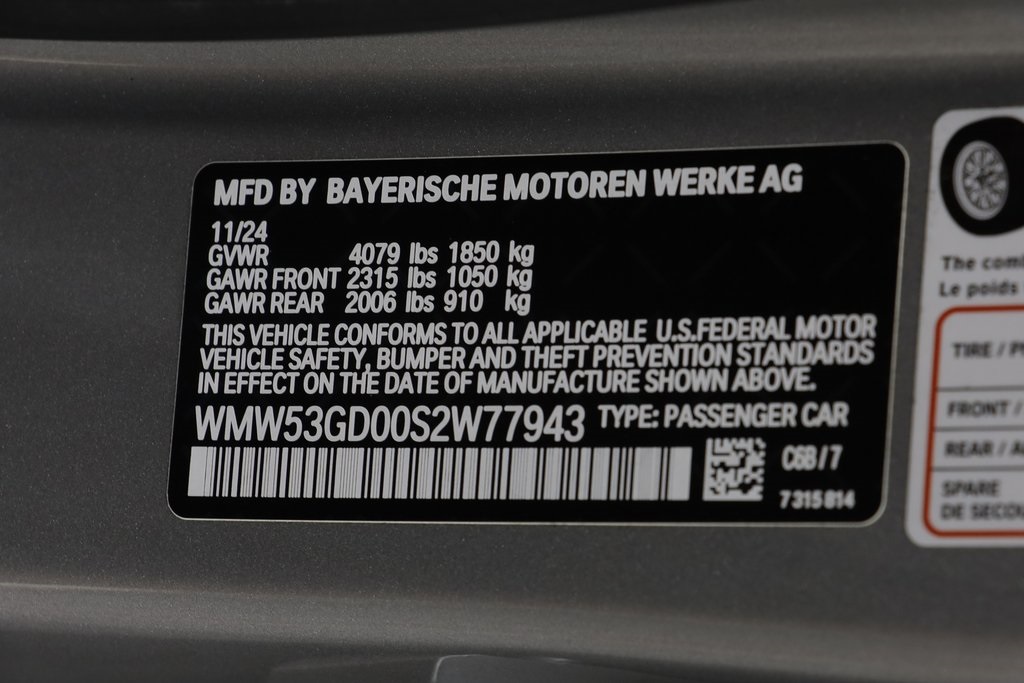 MFD BY BAYERISCHE MOTOREN WERKE AG
11/24
GVWR 4079 lbs 1850 kg
GAWR FRONT 2315 lbs 1050 kg
GAWR REAR 2006 lbs 910 kg
THIS VEHICLE CONFORMS TO ALL APPLICABLE U.S.FEDERAL MOTOR
VEHICLE SAFETY, BUMPER AND THEFT PREVENTION STANDARDS
IN EFFECT ON THE DATE OF MANUFACTURE SHOWN ABOVE.
WMW53GD00S2W77943 TYPE: PASSENGER CAR
C6B/7
7 315 814
The
Le poids
TIRE /
FRONT /
REAR /
SPARE
DE